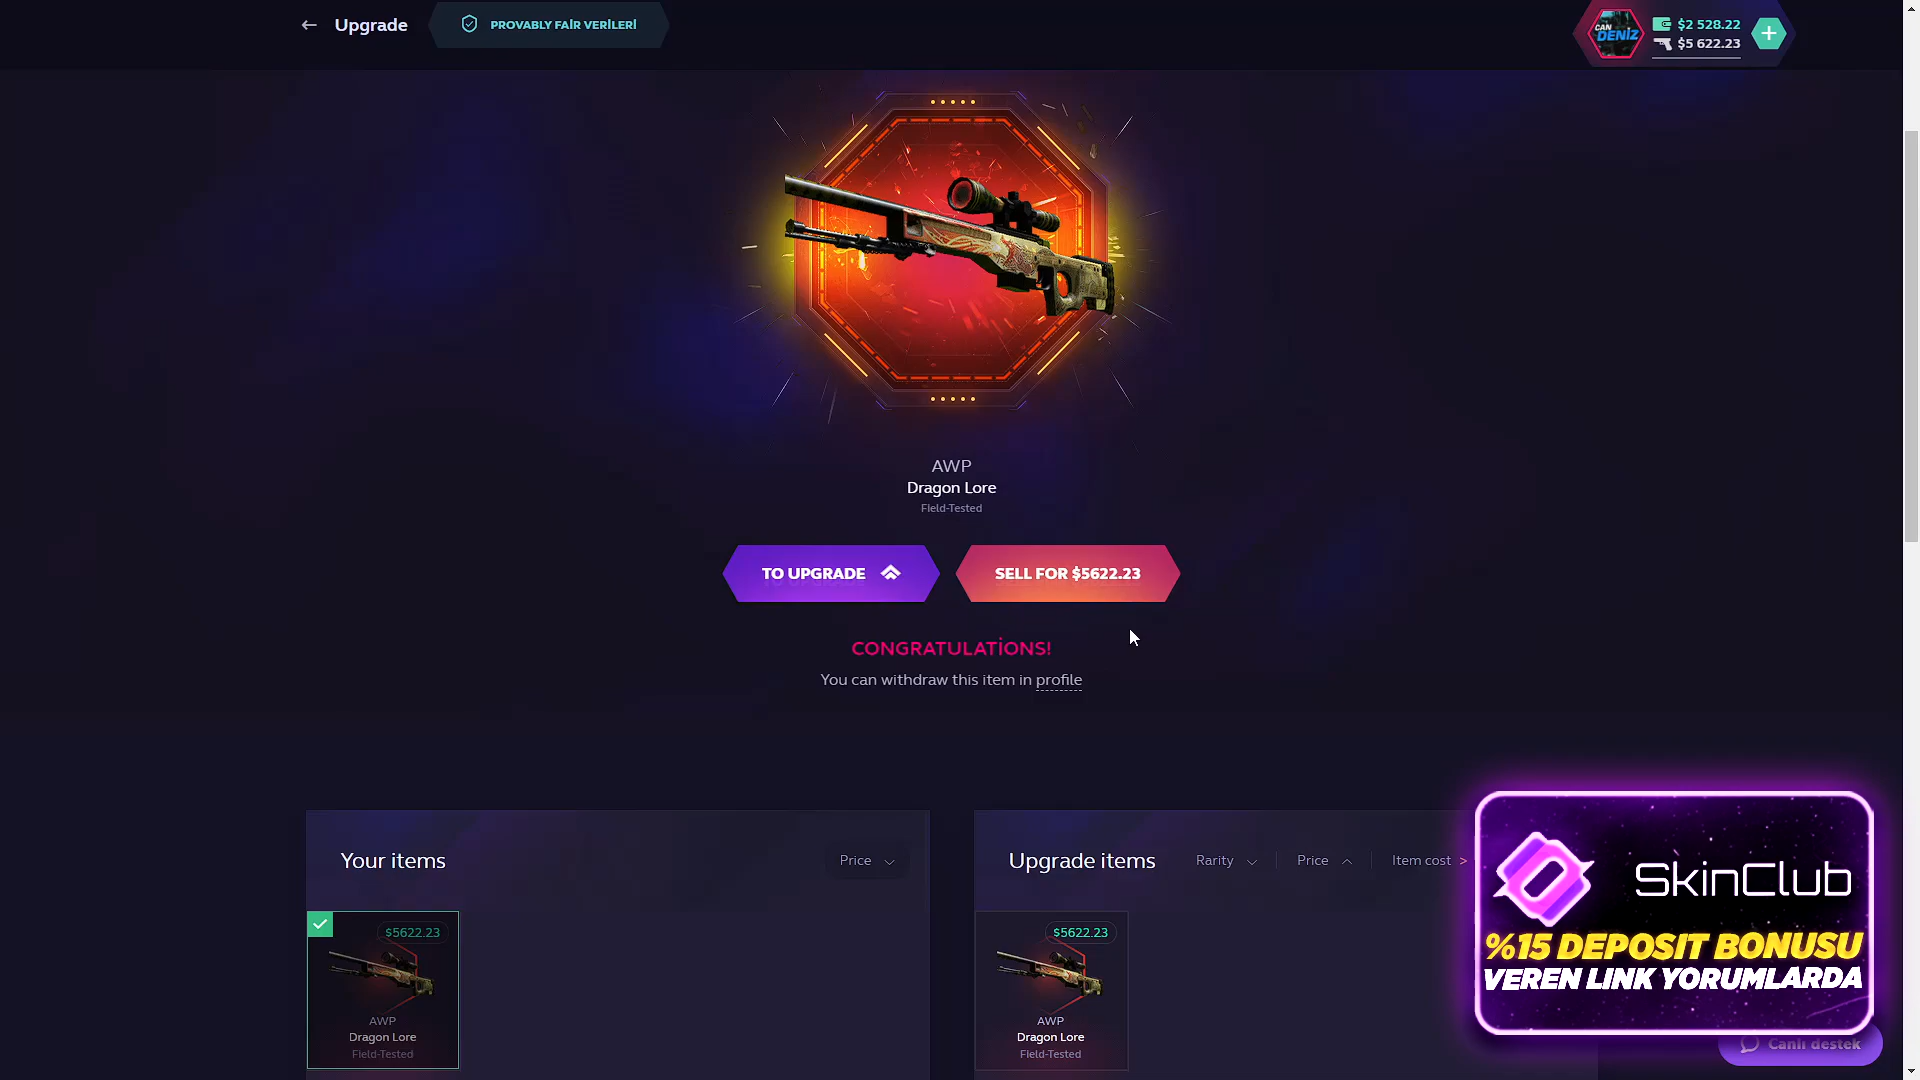 Upgrade
PROVABLY FAİR VERİLERİ
CAN
DENİZ
$2 528.22
$5 622.23
AWP
Dragon Lore
Field-Tested
TO UPGRADE
SELL FOR $5622.23
CONGRATULATİONS!
You can withdraw this item in profile
Your items
Price
Upgrade items
Rarity
Price
Item cost >
$5622.23
AWP
Dragon Lore
Field-Tested
$5622.23
AWP
Dragon Lore
Field-Tested
SkinClub
%15 DEPOSIT BONUSU
VEREN LINK YORUMLARDA
Canlı destek